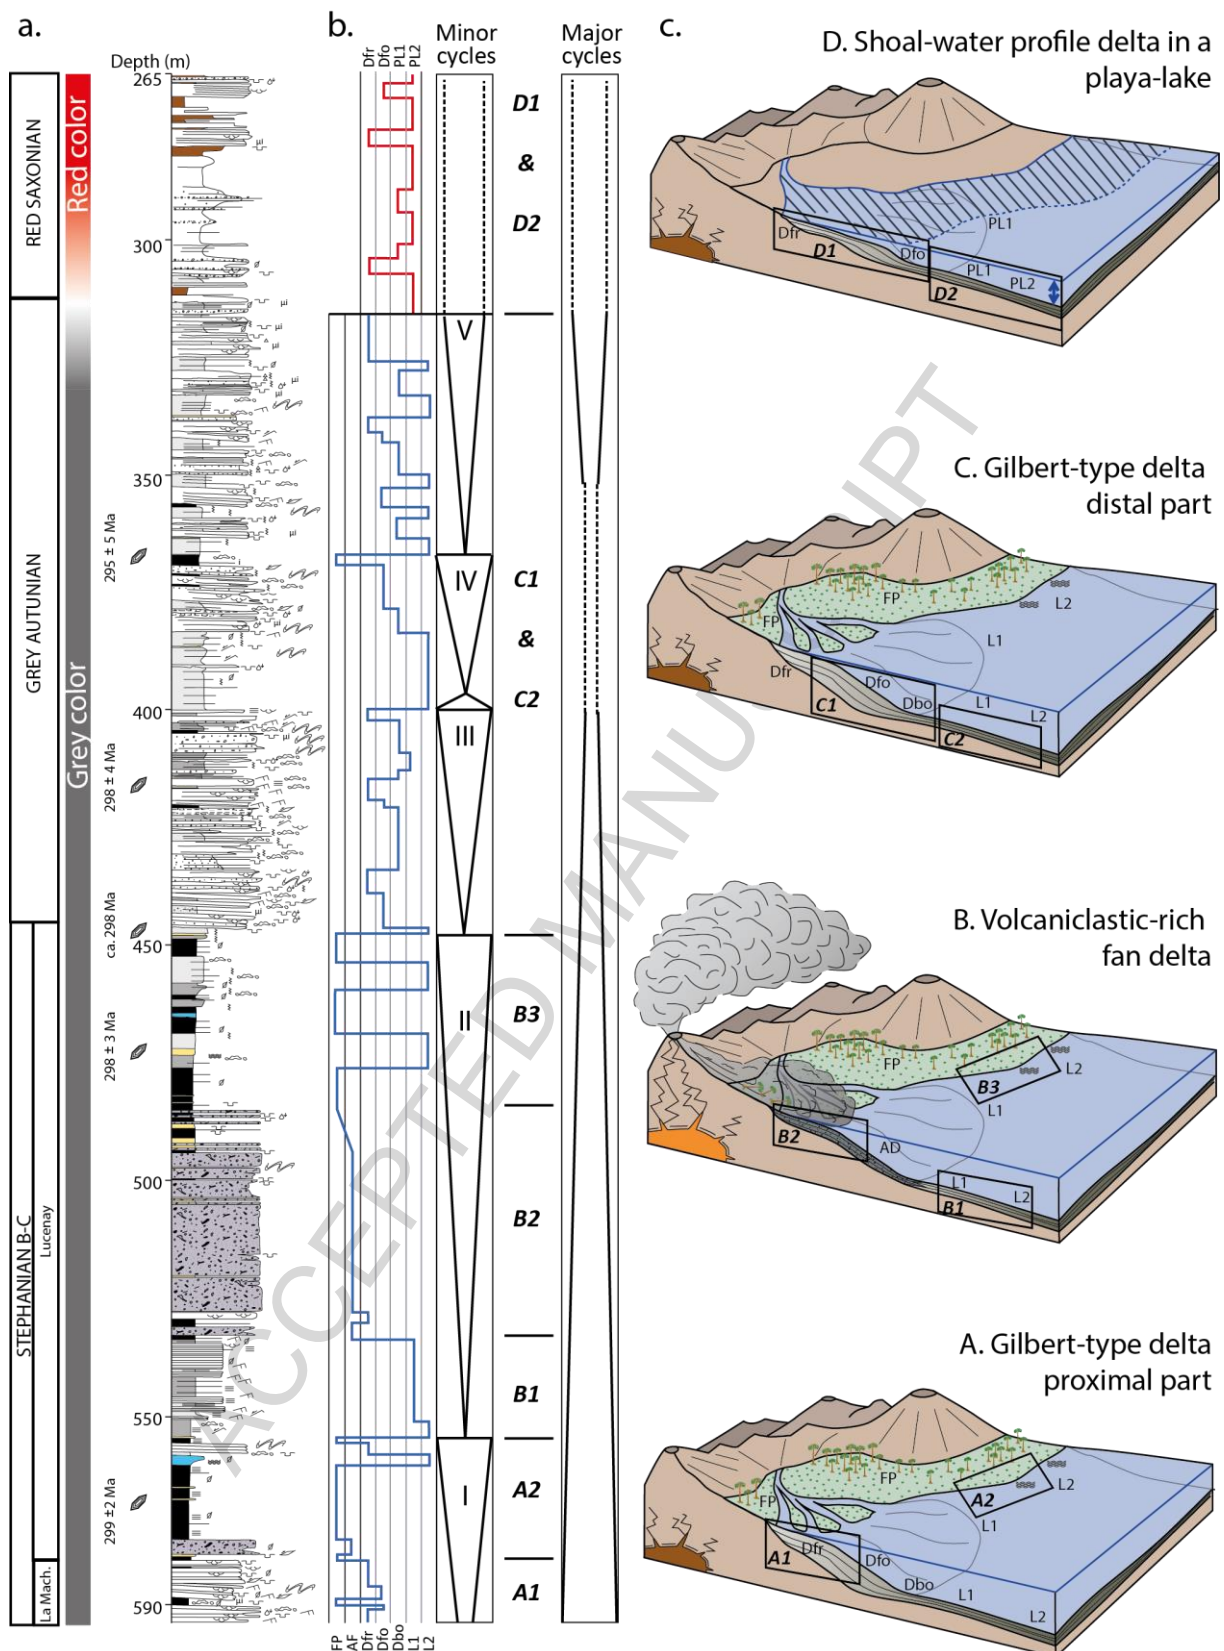 a.
b.
c.
Depth (m)
265
300
350
400
450
500
550
590
RED SAXONIAN
GREY AUTUNIAN
STEPHANIAN B-C
Lucenay
La Mach.
Red color
Grey color
295 ± 5 Ma
298 ± 4 Ma
ca. 298 Ma
298 ± 3 Ma
299 ± 2 Ma
Dfr
Dfo
PL1
PL2
FP
AF
Dfr
Dfo
Dbo
L1
L2
Minor
cycles
Major
cycles
V
IV
III
II
I
D1
&
D2
C1
&
C2
B3
B2
B1
A2
A1
D. Shoal-water profile delta in a
playa-lake
Dfr
D1
Dfo
PL1
PL1
PL2
D2
C. Gilbert-type delta
distal part
FP
FP
L2
L1
Dfr
Dfo
Dbo
C1
L1
L2
C2
B. Volcaniclastic-rich
fan delta
FP
B3
L2
L1
B2
AD
L1
L2
B1
A. Gilbert-type delta
proximal part
FP
FP
A2
L2
L1
A1
Dfr
Dfo
Dbo
L1
L2
ACCEPTED MANUSCRIPT